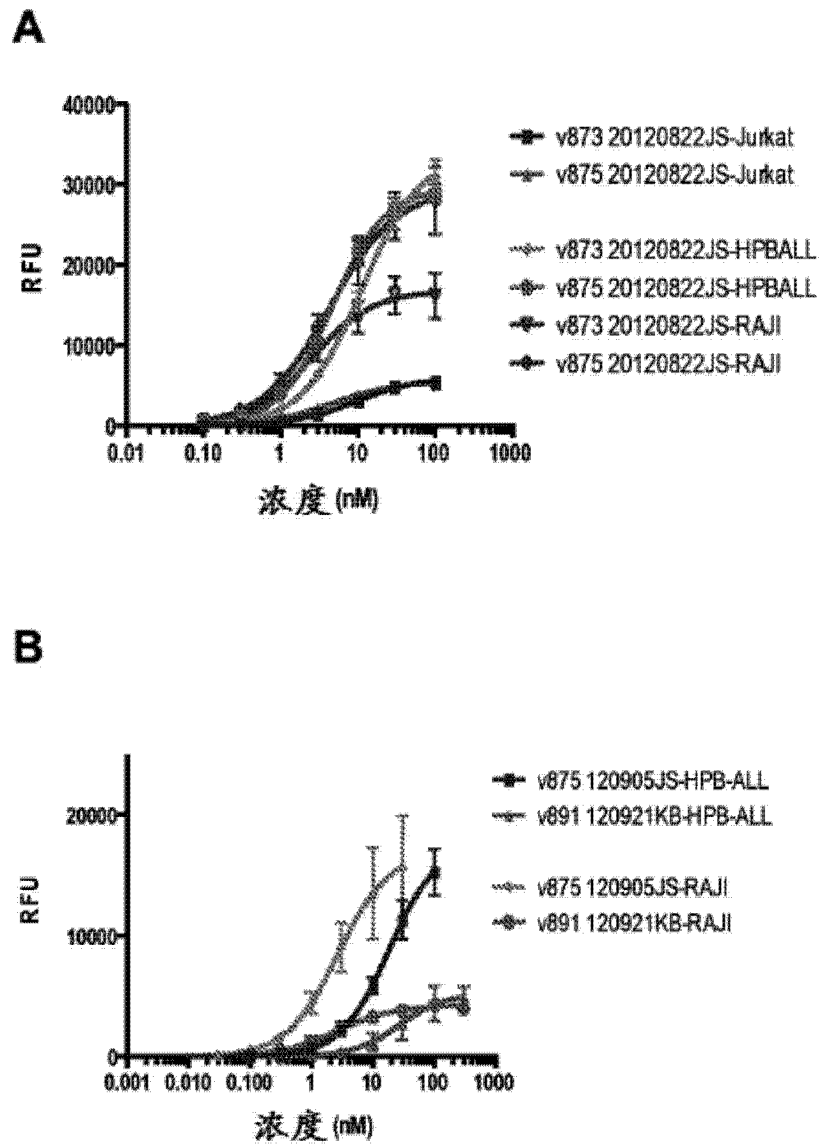 A
40000
30000
20000
10000
0
RFU
0.01 0.10 1 10 100 1000
浓度 (nM)
v873 20120822JS-Jurkat
v875 20120822JS-Jurkat
v873 20120822JS-HPBALL
v875 20120822JS-HPBALL
v873 20120822JS-RAJI
v875 20120822JS-RAJI
B
20000
10000
0
RFU
0.001 0.010 0.100 1 10 100 1000
浓度 (nM)
v875 120905JS-HPB-ALL
v891 120921KB-HPB-ALL
v875 120905JS-RAJI
v891 120921KB-RAJI